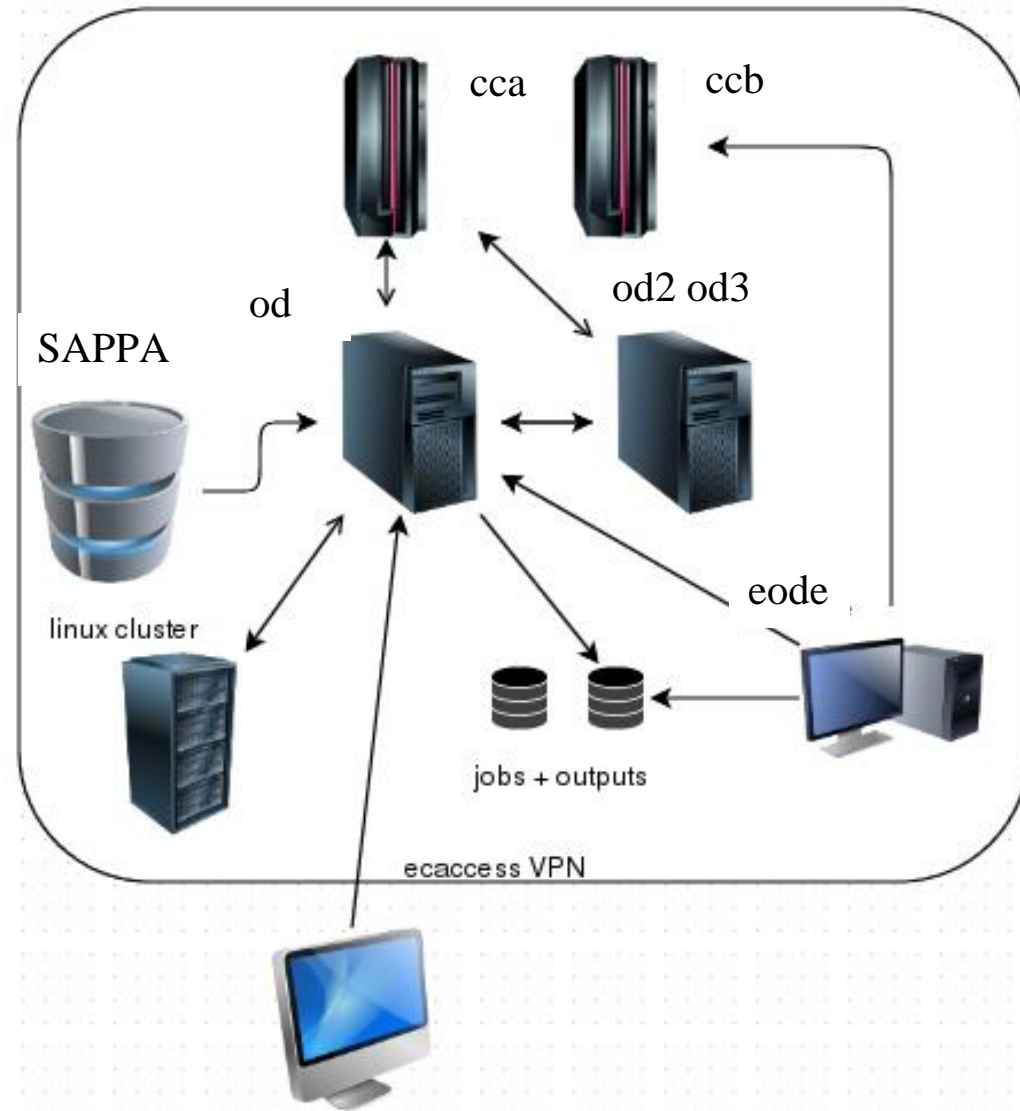 cca
ccb
od
od2 od3
SAPPA
eode
linux cluster
jobs + outputs
ecaccess VPN